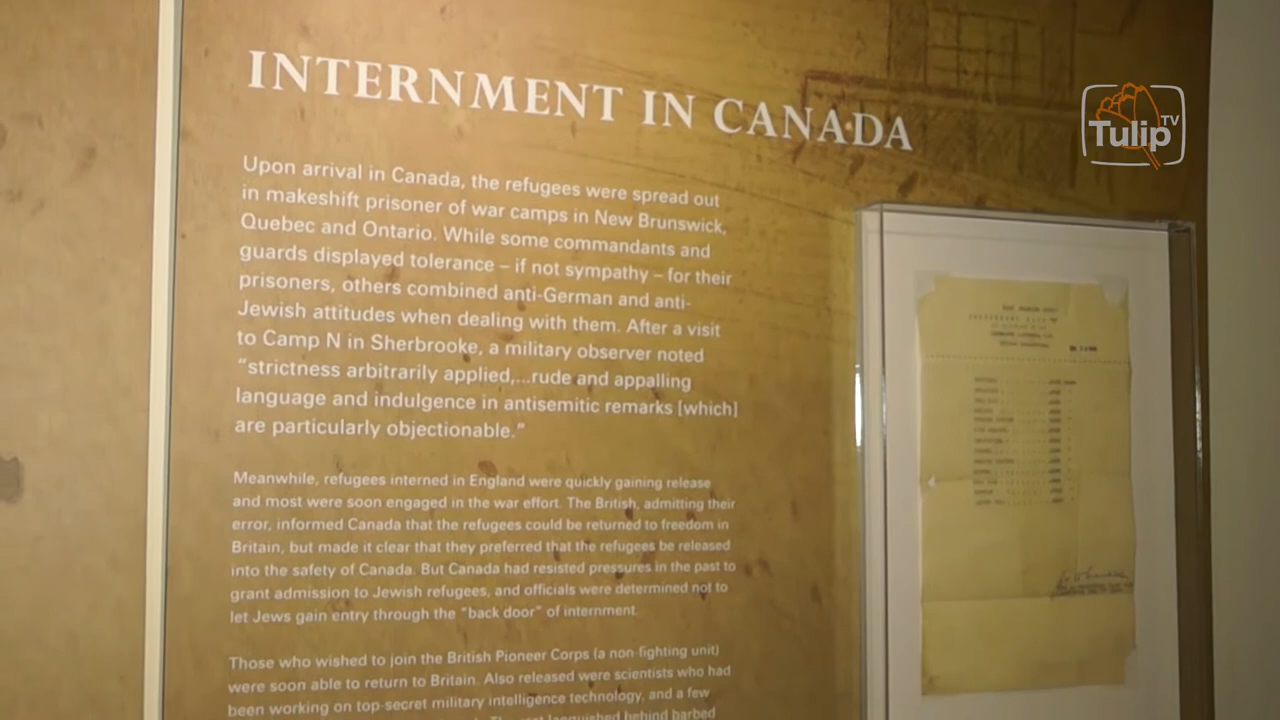 INTERNMENT IN CANADA
Tulip TV
Upon arrival in Canada, the refugees were spread out
in makeshift prisoner of war camps in New Brunswick,
Quebec and Ontario. While some commandants and
guards displayed tolerance – if not sympathy – for their
prisoners, others combined anti-German and anti-
Jewish attitudes when dealing with them. After a visit
to Camp N in Sherbrooke, a military observer noted
“strictness arbitrarily applied,...rude and appalling
language and indulgence in antisemitic remarks [which]
are particularly objectionable.”
Meanwhile, refugees interned in England were quickly gaining release
and most were soon engaged in the war effort. The British, admitting their
error, informed Canada that the refugees could be returned to freedom in
Britain, but made it clear that they preferred that the refugees be released
into the safety of Canada. But Canada had resisted pressures in the past to
grant admission to Jewish refugees, and officials were determined not to
let Jews gain entry through the “back door” of internment.
Those who wished to join the British Pioneer Corps (a non-fighting unit)
were soon able to return to Britain. Also released were scientists who had
been working on top-secret military intelligence technology, and a few
languished behind barbed